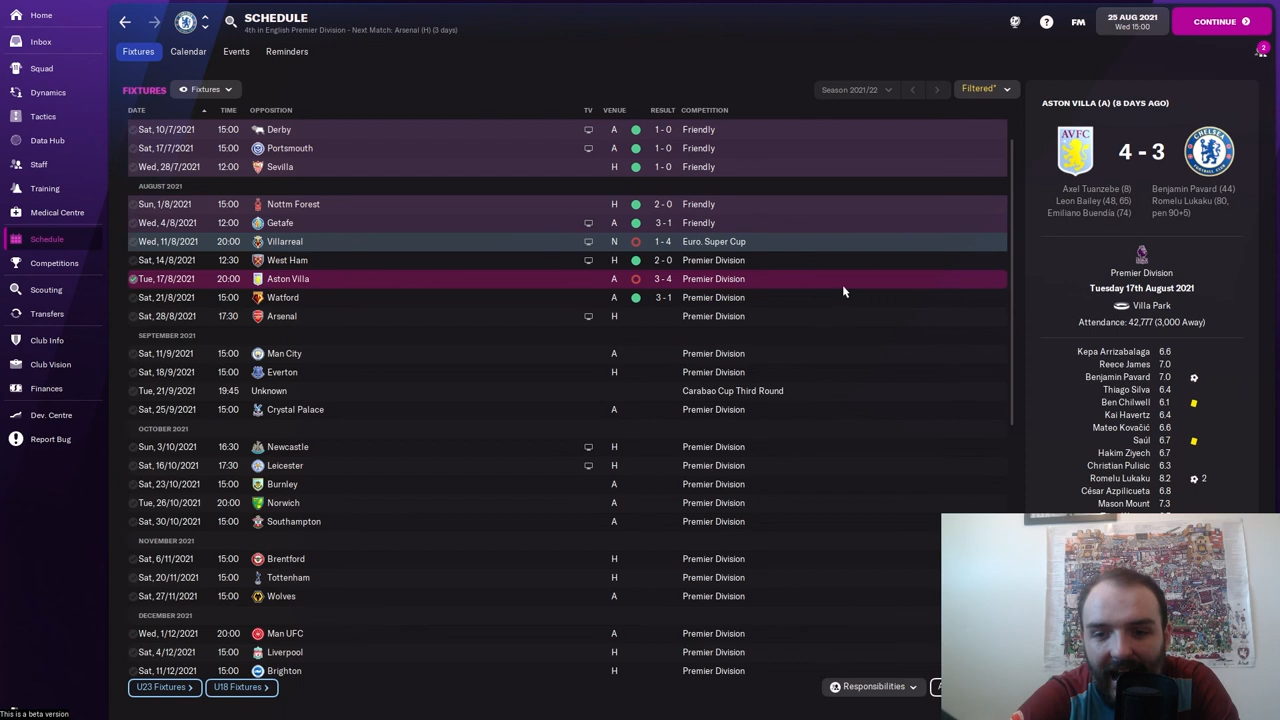 Home
Inbox
Squad
Dynamics
Tactics
Data Hub
Staff
Training
Medical Centre
Schedule
Competitions
Scouting
Transfers
Club Info
Club Vision
Finances
Dev. Centre
Report Bug
This is a beta version
SCHEDULE
4th in English Premier Division - Next Match: Arsenal (H) (3 days)
FM
25 AUG 2021
Wed 15:00
CONTINUE
2
Fixtures Calendar Events Reminders
FIXTURES Fixtures Season 2021/22 Filtered*
DATE TIME OPPOSITION TV VENUE RESULT COMPETITION
Sat, 10/7/2021 15:00 Derby A 1 - 0 Friendly
Sat, 17/7/2021 15:00 Portsmouth A 1 - 0 Friendly
Wed, 28/7/2021 12:00 Sevilla H 1 - 0 Friendly
AUGUST 2021
Sun, 1/8/2021 15:00 Nottm Forest H 2 - 0 Friendly
Wed, 4/8/2021 12:00 Getafe A 3 - 1 Friendly
Wed, 11/8/2021 20:00 Villarreal N 1 - 4 Euro. Super Cup
Sat, 14/8/2021 12:30 West Ham H 2 - 0 Premier Division
Tue, 17/8/2021 20:00 Aston Villa A 3 - 4 Premier Division
Sat, 21/8/2021 15:00 Watford A 3 - 1 Premier Division
Sat, 28/8/2021 17:30 Arsenal H Premier Division
SEPTEMBER 2021
Sat, 11/9/2021 15:00 Man City A Premier Division
Sat, 18/9/2021 15:00 Everton H Premier Division
Tue, 21/9/2021 19:45 Unknown Carabao Cup Third Round
Sat, 25/9/2021 15:00 Crystal Palace A Premier Division
OCTOBER 2021
Sun, 3/10/2021 16:30 Newcastle H Premier Division
Sat, 16/10/2021 17:30 Leicester H Premier Division
Sat, 23/10/2021 15:00 Burnley A Premier Division
Tue, 26/10/2021 20:00 Norwich A Premier Division
Sat, 30/10/2021 15:00 Southampton A Premier Division
NOVEMBER 2021
Sat, 6/11/2021 15:00 Brentford H Premier Division
Sat, 20/11/2021 15:00 Tottenham H Premier Division
Sat, 27/11/2021 15:00 Wolves A Premier Division
DECEMBER 2021
Wed, 1/12/2021 20:00 Man UFC A Premier Division
Sat, 4/12/2021 15:00 Liverpool H Premier Division
Sat, 11/12/2021 15:00 Brighton H Premier Division
U23 Fixtures U18 Fixtures Responsibilities
ASTON VILLA (A) (8 DAYS AGO)
AVFC
4 - 3
CHELSEA
FOOTBALL CLUB
Axel Tuanzebe (8)
Leon Bailey (48, 65)
Emiliano Buendía (74)
Benjamin Pavard (44)
Romelu Lukaku (80,
pen 90+5)
Premier Division
Tuesday 17th August 2021
Villa Park
Attendance: 42,777 (3,000 Away)
Kepa Arrizabalaga 6.6
Reece James 7.0
Benjamin Pavard 7.0
Thiago Silva 6.4
Ben Chilwell 6.1
Kai Havertz 6.4
Mateo Kovačić 6.6
Saúl 6.7
Hakim Ziyech 6.7
Christian Pulisic 6.3
Romelu Lukaku 8.2 2
César Azpilicueta 6.8
Mason Mount 7.3